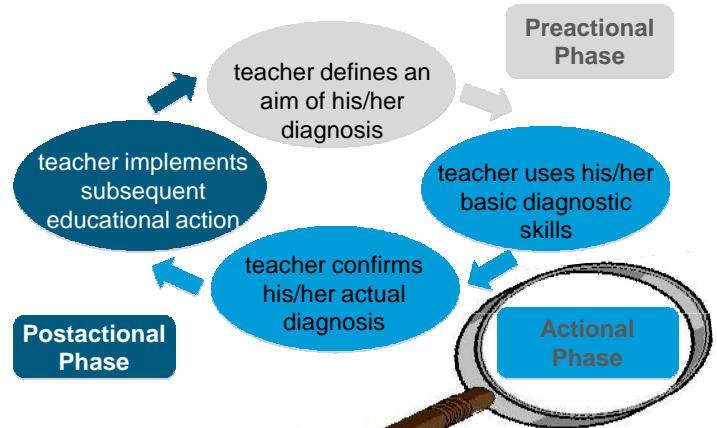 Preactional
Phase
teacher defines an
aim of his/her
diagnosis
teacher implements
subsequent
educational action
teacher uses his/her
basic diagnostic
skills
teacher confirms
his/her actual
diagnosis
Postactional
Phase
Actional
Phase